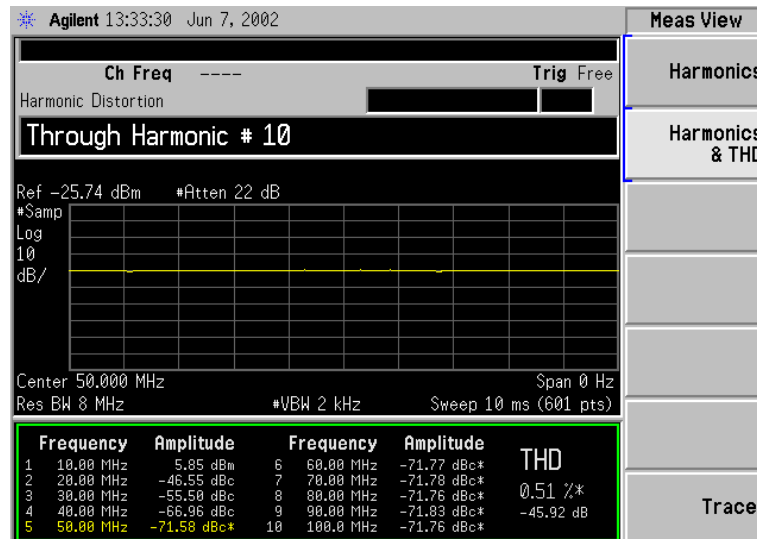 Agilent 13:33:30 Jun 7, 2002
Meas View
Ch Freq ----
Trig Free
Harmonic Distortion
Through Harmonic # 10
Ref -25.74 dBm #Atten 22 dB
#Samp
Log
10
dB/
Center 50.000 MHz Span 0 Hz
Res BW 8 MHz #VBW 2 kHz Sweep 10 ms (601 pts)
Frequency Amplitude Frequency Amplitude
1 10.00 MHz 5.85 dBm 6 60.00 MHz -71.77 dBc*
2 20.00 MHz -46.55 dBc 7 70.00 MHz -71.78 dBc*
3 30.00 MHz -55.50 dBc 8 80.00 MHz -71.76 dBc*
4 40.00 MHz -66.96 dBc 9 90.00 MHz -71.83 dBc*
5 50.00 MHz -71.58 dBc* 10 100.0 MHz -71.76 dBc*
THD
0.51 %*
-45.92 dB
Harmonics
Harmonics
& THD
Trace